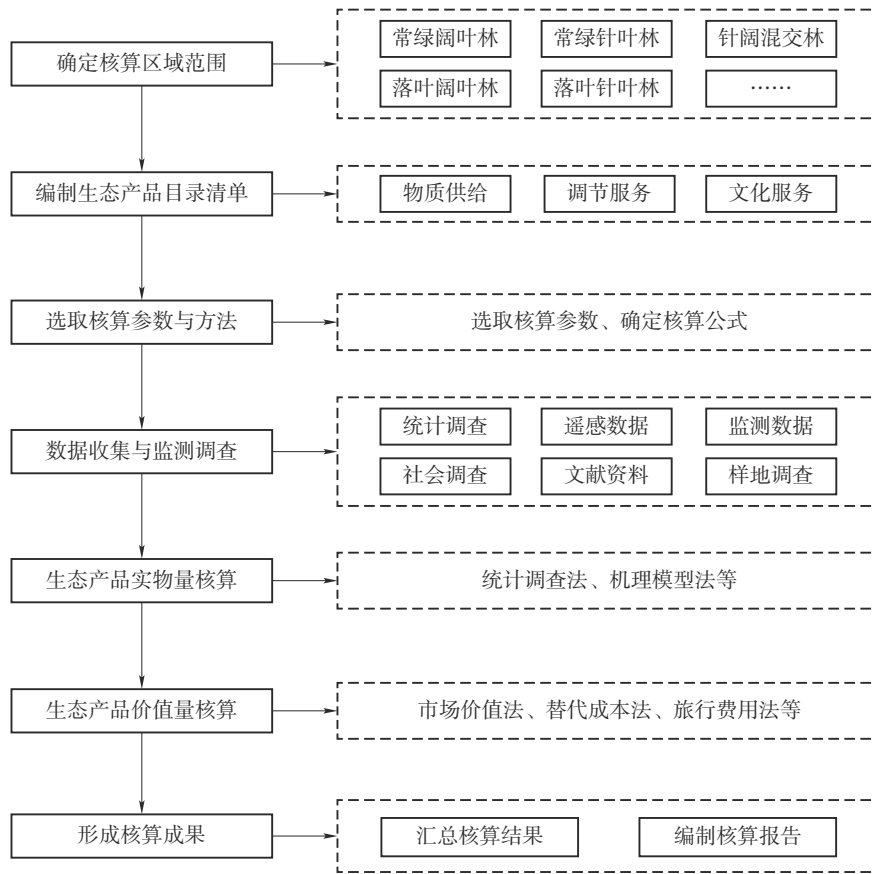 确定核算区域范围
常绿阔叶林 常绿针叶林 针阔混交林
落叶阔叶林 落叶针叶林 ……
编制生态产品目录清单
物质供给 调节服务 文化服务
选取核算参数与方法
选取核算参数、确定核算公式
数据收集与监测调查
统计调查 遥感数据 监测数据
社会调查 文献资料 样地调查
生态产品实物量核算
统计调查法、机理模型法等
生态产品价值量核算
市场价值法、替代成本法、旅行费用法等
形成核算成果
汇总核算结果 编制核算报告